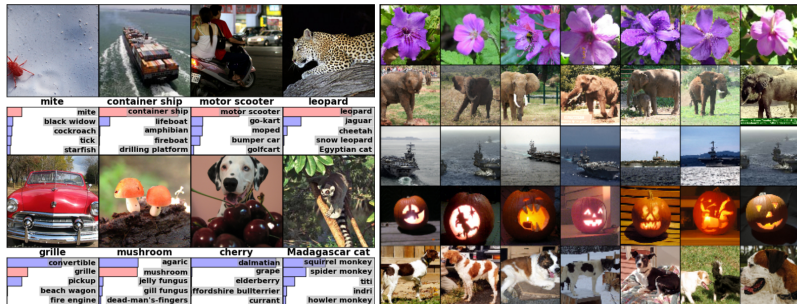 mite container ship motor scooter leopard
mite container ship motor scooter leopard
black widow lifeboat go-kart jaguar
cockroach amphibian moped cheetah
tick fireboat bumper car snow leopard
starfish drilling platform golfcart Egyptian cat
grille mushroom cherry Madagascar cat
convertible agaric dalmatian squirrel monkey
grille mushroom grape spider monkey
pickup jelly fungus elderberry titi
beach wagon gill fungus ffordshire bullterrier indri
fire engine dead-man's-fingers currant howler monkey